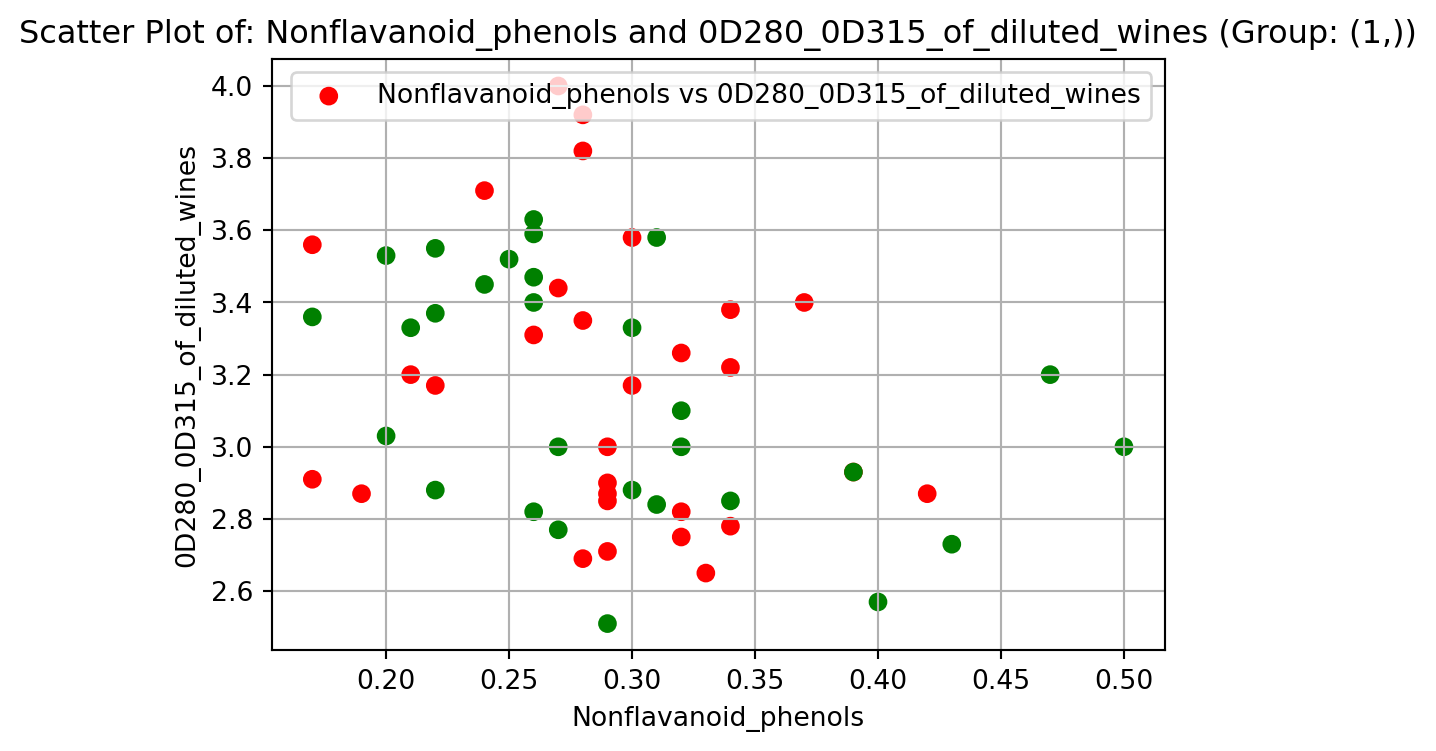 Scatter Plot of: Nonflavanoid_phenols and 0D280_0D315_of_diluted_wines (Group: (1,))
Nonflavanoid_phenols vs 0D280_0D315_of_diluted_wines
0D280_0D315_of_diluted_wines
4.0
3.8
3.6
3.4
3.2
3.0
2.8
2.6
0.20 0.25 0.30 0.35 0.40 0.45 0.50
Nonflavanoid_phenols